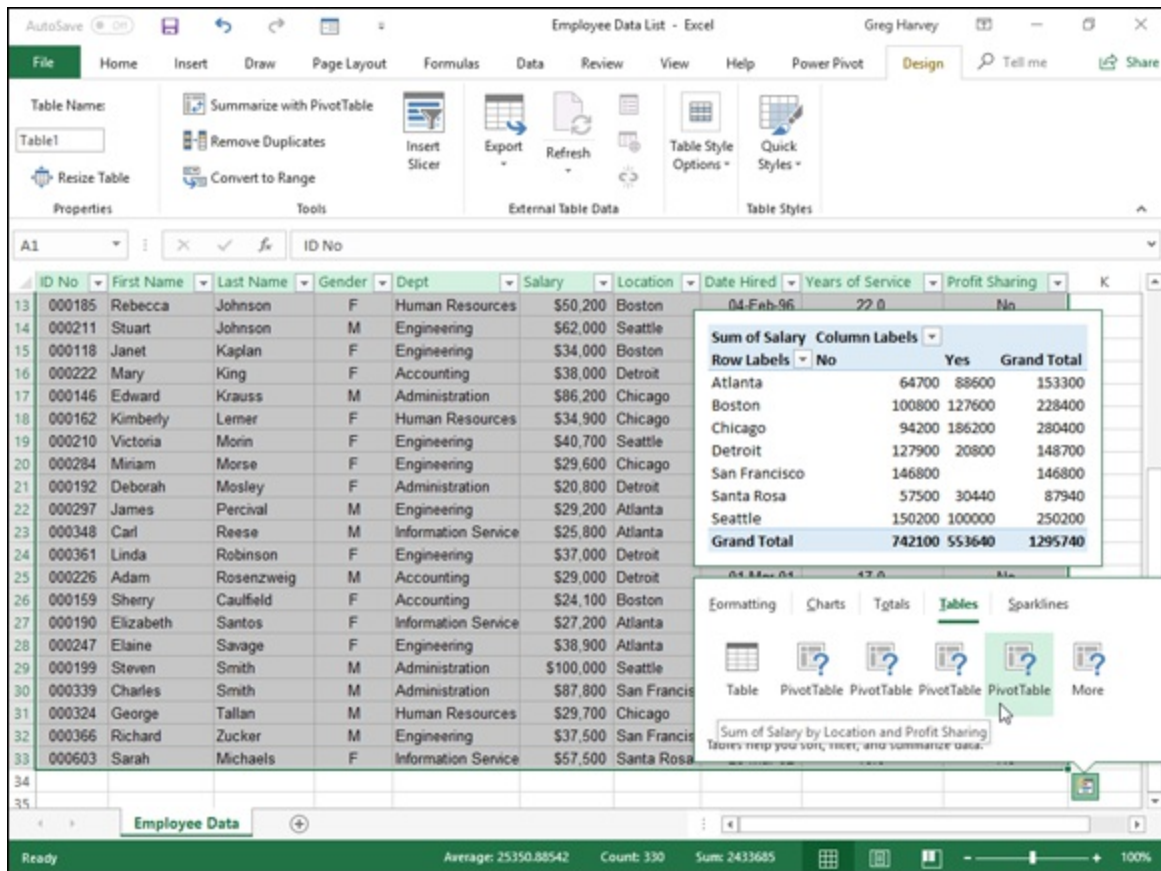 AutoSave Off Employee Data List - Excel Greg Harvey
File Home Insert Draw Page Layout Formulas Data Review View Help Power Pivot Design Tell me Share
Table Name:
Table1
Resize Table
Properties
Summarize with PivotTable
Remove Duplicates
Convert to Range
Tools
Insert Slicer
Export
Refresh
External Table Data
Table Style Options
Quick Styles
Table Styles
A1 fx ID No
ID No First Name Last Name Gender Dept Salary Location Date Hired Years of Service Profit Sharing K
13 000185 Rebecca Johnson F Human Resources $50,200 Boston 04-Feb-96 22.0 No
14 000211 Stuart Johnson M Engineering $62,000 Seattle
15 000118 Janet Kaplan F Engineering $34,000 Boston
16 000222 Mary King F Accounting $38,000 Detroit
17 000146 Edward Krauss M Administration $86,200 Chicago
18 000162 Kimberly Lerner F Human Resources $34,900 Chicago
19 000210 Victoria Morin F Engineering $40,700 Seattle
20 000284 Miriam Morse F Engineering $29,600 Chicago
21 000192 Deborah Mosley F Administration $20,800 Detroit
22 000297 James Percival M Engineering $29,200 Atlanta
23 000348 Carl Reese M Information Service $25,800 Atlanta
24 000361 Linda Robinson F Engineering $37,000 Detroit
25 000226 Adam Rosenzweig M Accounting $29,000 Detroit 01-Mar-01 17.0 No
26 000159 Sherry Caulfield F Accounting $24,100 Boston
27 000190 Elizabeth Santos F Information Service $27,200 Atlanta
28 000247 Elaine Savage F Engineering $38,900 Atlanta
29 000199 Steven Smith M Administration $100,000 Seattle
30 000339 Charles Smith M Administration $87,800 San Francis
31 000324 George Tallan M Human Resources $29,700 Chicago
32 000366 Richard Zucker M Engineering $37,500 San Francis
33 000603 Sarah Michaels F Information Service $57,500 Santa Rosa
34
35
Sum of Salary Column Labels
Row Labels No Yes Grand Total
Atlanta 64700 88600 153300
Boston 100800 127600 228400
Chicago 94200 186200 280400
Detroit 127900 20800 148700
San Francisco 146800 146800
Santa Rosa 57500 30440 87940
Seattle 150200 100000 250200
Grand Total 742100 553640 1295740
Formatting Charts Totals Tables Sparklines
Table PivotTable PivotTable PivotTable PivotTable More
Sum of Salary by Location and Profit Sharing
Tables help you sort, filter, and summarize data.
Employee Data
Ready Average: 25350.88542 Count: 330 Sum: 2433685 100%